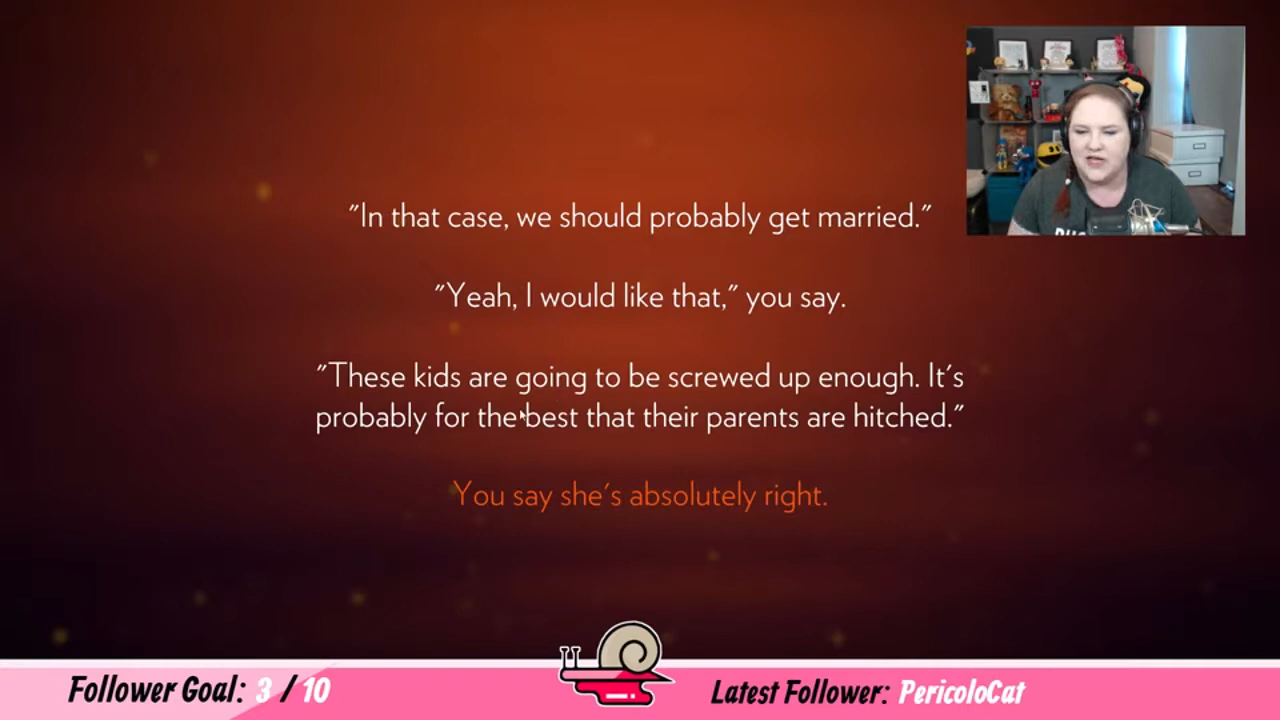 "In that case, we should probably get married."
"Yeah, I would like that," you say.
"These kids are going to be screwed up enough. It's
probably for the best that their parents are hitched."
You say she's absolutely right.
Follower Goal: 3 / 10
Latest Follower: PericoloCat